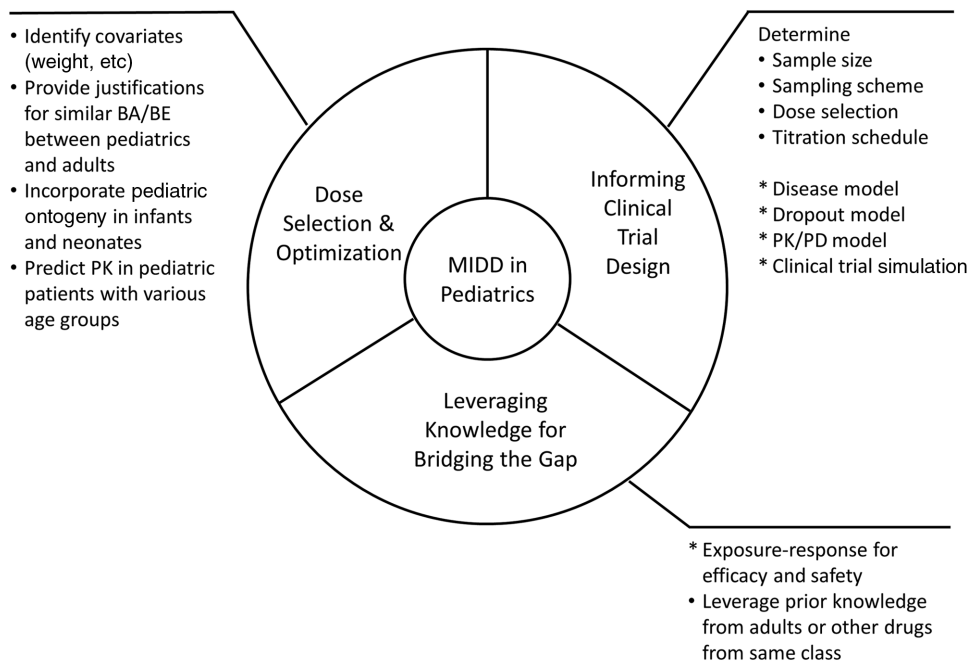 • Identify covariates
(weight, etc)
• Provide justifications
for similar BA/BE
between pediatrics
and adults
• Incorporate pediatric
ontogeny in infants
and neonates
• Predict PK in pediatric
patients with various
age groups
Dose
Selection &
Optimization
MIDD in
Pediatrics
Informing
Clinical
Trial
Design
Determine
• Sample size
• Sampling scheme
• Dose selection
• Titration schedule
* Disease model
* Dropout model
* PK/PD model
* Clinical trial simulation
Leveraging
Knowledge for
Bridging the Gap
* Exposure-response for
efficacy and safety
• Leverage prior knowledge
from adults or other drugs
from same class